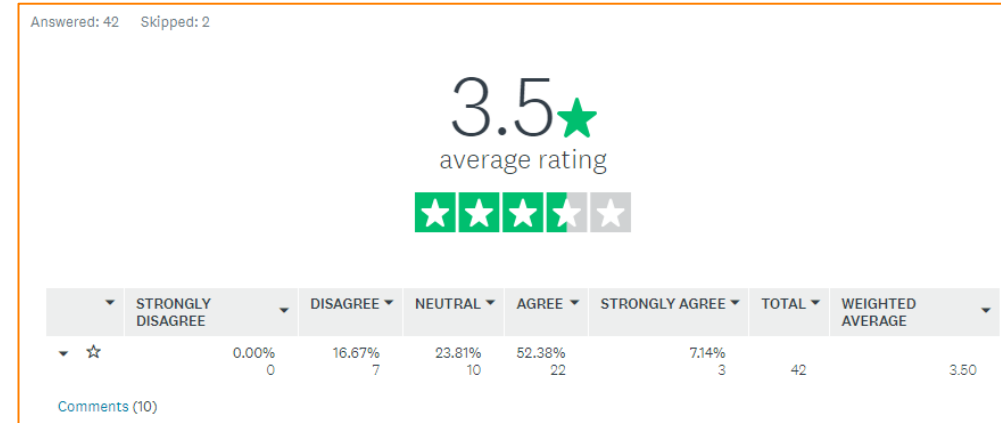 Answered: 42 Skipped: 2
3.5
average rating
STRONGLY DISAGREE DISAGREE NEUTRAL AGREE STRONGLY AGREE TOTAL WEIGHTED AVERAGE
0.00% 16.67% 23.81% 52.38% 7.14%
0 7 10 22 3 42 3.50
Comments (10)